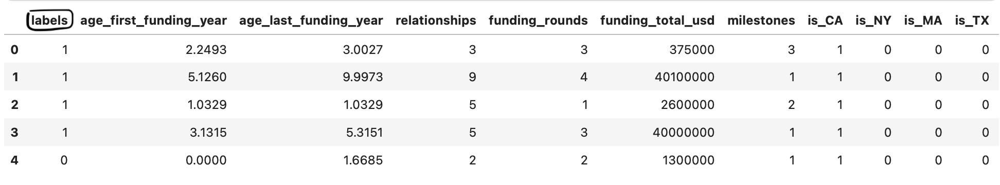 labels age_first_funding_year age_last_funding_year relationships funding_rounds funding_total_usd milestones is_CA is_NY is_MA is_TX
0 1 2.2493 3.0027 3 3 375000 3 1 0 0 0
1 1 5.1260 9.9973 9 4 40100000 1 1 0 0 0
2 1 1.0329 1.0329 5 1 2600000 2 1 0 0 0
3 1 3.1315 5.3151 5 3 40000000 1 1 0 0 0
4 0 0.0000 1.6685 2 2 1300000 1 1 0 0 0